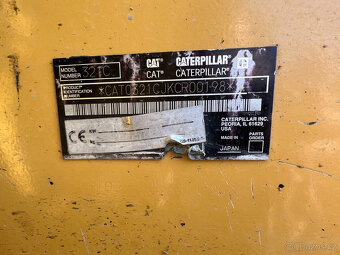 MODEL NUMBER 321C CAT CATERPILLAR
CAT CATERPILLAR
PRODUCT IDENTIFICATION NUMBER *CAT0321CJKCR00198*
CE KW
CATERPILLAR INC.
PEORIA, IL 61629
USA
MADE IN
JAPAN
PARTS ORDER